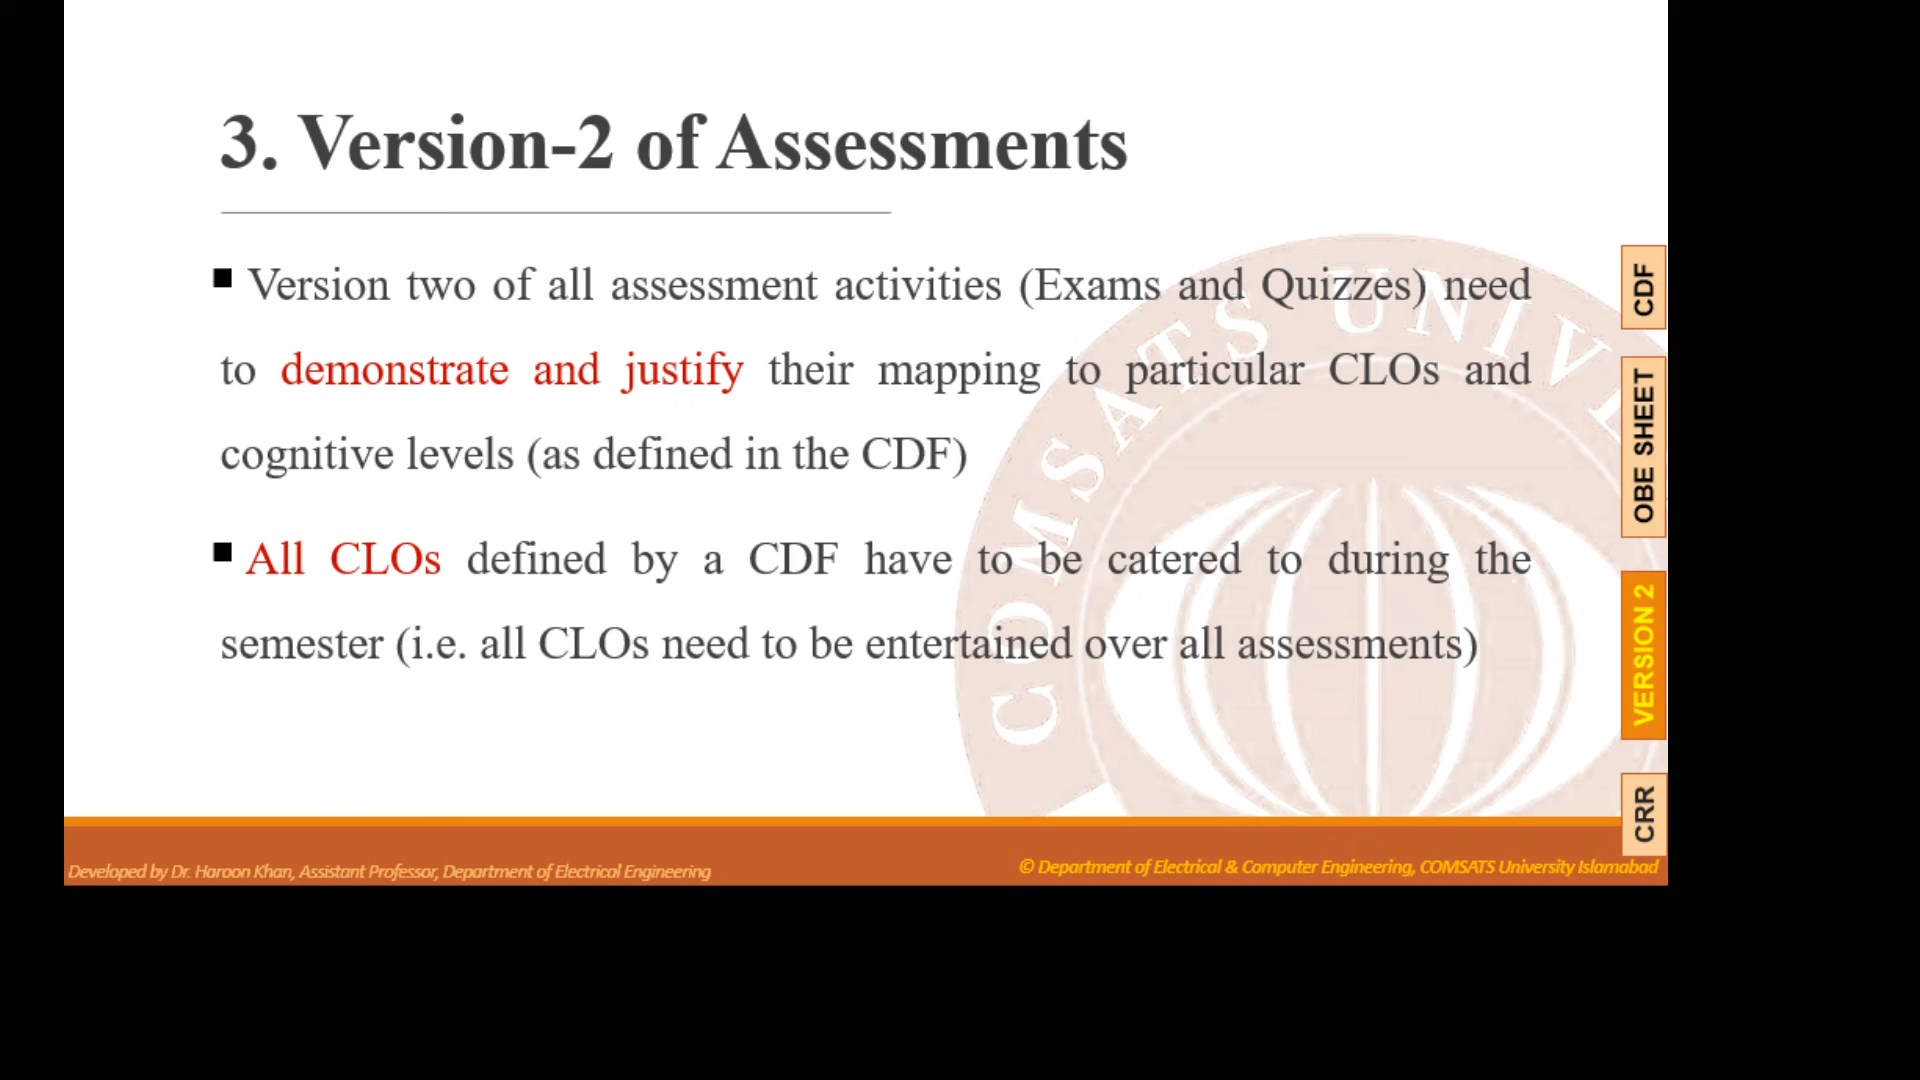 3. Version-2 of Assessments
▪ Version two of all assessment activities (Exams and Quizzes) need
to demonstrate and justify their mapping to particular CLOs and
cognitive levels (as defined in the CDF)
▪ All CLOs defined by a CDF have to be catered to during the
semester (i.e. all CLOs need to be entertained over all assessments)
COMSATS UNIV
CDF
OBE SHEET
VERSION 2
CRR
Developed by Dr. Haroon Khan, Assistant Professor, Department of Electrical Engineering
© Department of Electrical & Computer Engineering, COMSATS University Islamabad